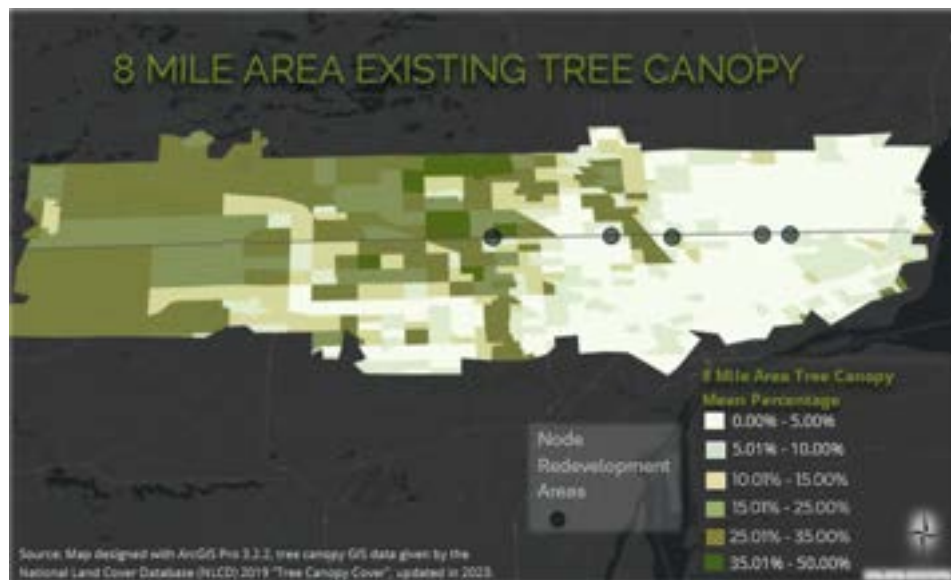 8 MILE AREA EXISTING TREE CANOPY
8 Mile Area Tree Canopy
Mean Percentage
0.00% - 5.00%
5.01% - 10.00%
10.01% - 15.00%
15.01% - 25.00%
25.01% - 35.00%
35.01% - 50.00%
Node
Redevelopment
Areas
Source: Map designed with ArcGIS Pro 3.2.2, tree canopy GIS data given by the
National Land Cover Database (NLCD) 2019 "Tree Canopy Cover", updated in 2023.